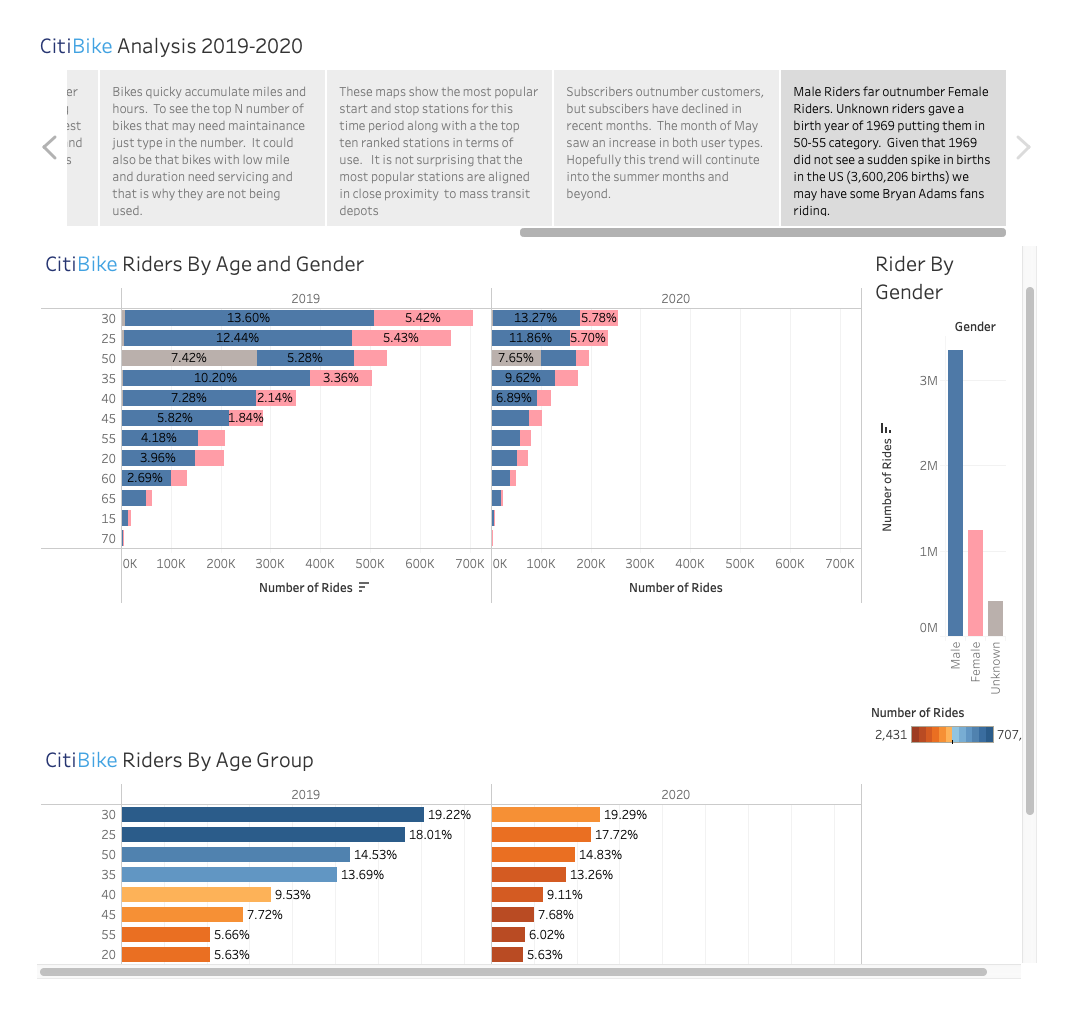 CitiBike Analysis 2019-2020
er
est
nd
s
Bikes quicky accumulate miles and
hours. To see the top N number of
bikes that may need maintainance
just type in the number. It could
also be that bikes with low mile
and duration need servicing and
that is why they are not being
used.
These maps show the most popular
start and stop stations for this
time period along with a the top
ten ranked stations in terms of
use. It is not surprising that the
most popular stations are aligned
in close proximity to mass transit
depots
Subscribers outnumber customers,
but subscibers have declined in
recent months. The month of May
saw an increase in both user types.
Hopefully this trend will continute
into the summer months and
beyond.
Male Riders far outnumber Female
Riders. Unknown riders gave a
birth year of 1969 putting them in
50-55 category. Given that 1969
did not see a sudden spike in births
in the US (3,600,206 births) we
may have some Bryan Adams fans
riding.
CitiBike Riders By Age and Gender
2019 2020
30 13.60% 5.42% 13.27% 5.78%
25 12.44% 5.43% 11.86% 5.70%
50 7.42% 5.28% 7.65%
35 10.20% 3.36% 9.62%
40 7.28% 2.14% 6.89%
45 5.82% 1.84%
55 4.18%
20 3.96%
60 2.69%
65
15
70
0K 100K 200K 300K 400K 500K 600K 700K 0K 100K 200K 300K 400K 500K 600K 700K
Number of Rides Number of Rides
Rider By
Gender
Gender
3M
2M
1M
0M
Number of Rides
Male
Female
Unknown
Number of Rides
2,431 707,
CitiBike Riders By Age Group
2019 2020
30 19.22% 19.29%
25 18.01% 17.72%
50 14.53% 14.83%
35 13.69% 13.26%
40 9.53% 9.11%
45 7.72% 7.68%
55 5.66% 6.02%
20 5.63% 5.63%